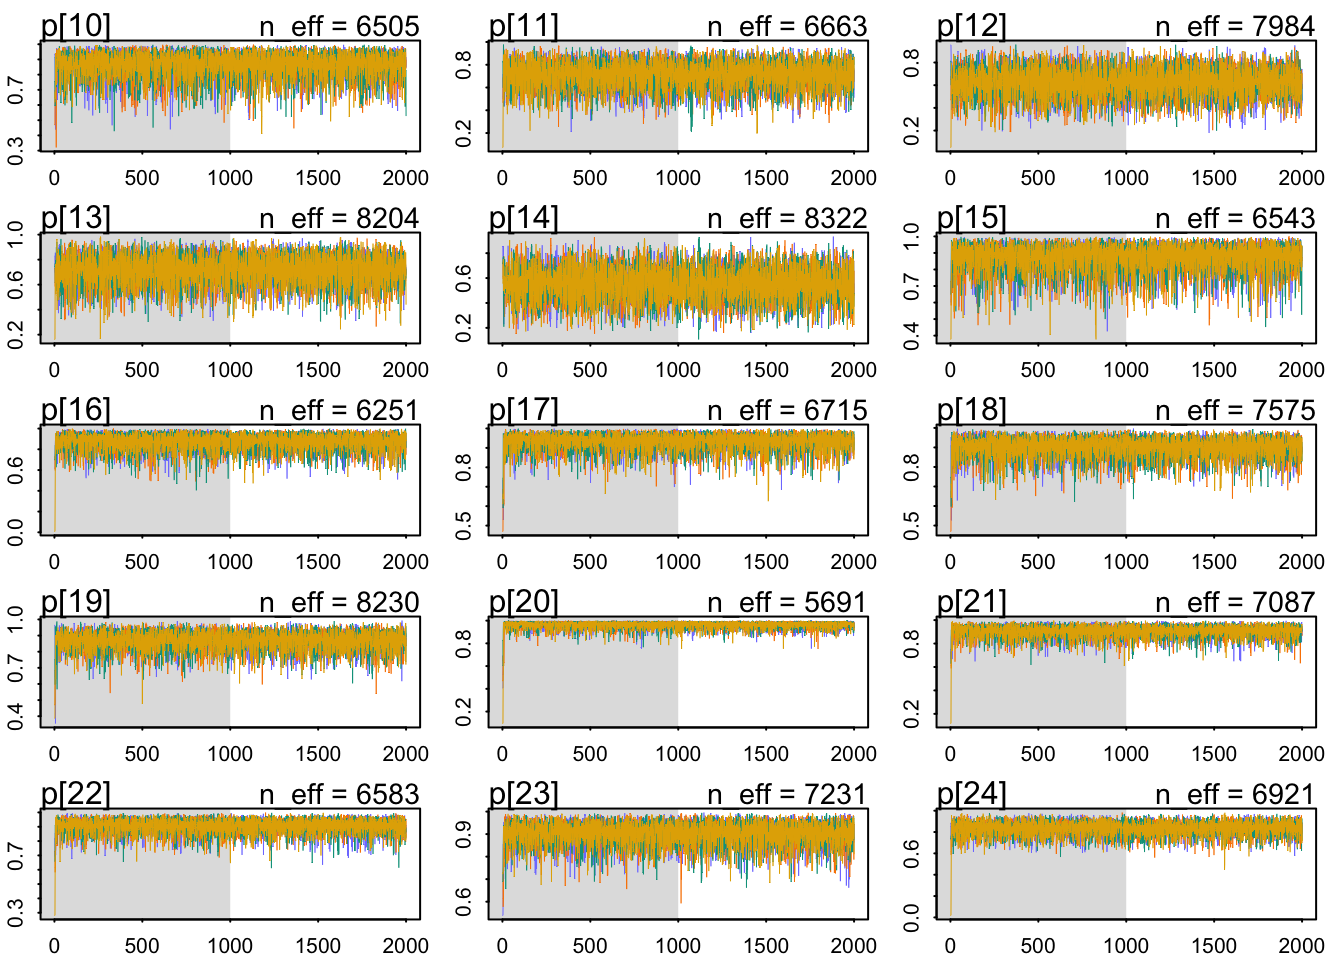 p[10] n_eff = 6505 p[11] n_eff = 6663 p[12] n_eff = 7984
0.3 0.7 0.2 0.8 0.2 0.8
0 500 1000 1500 2000 0 500 1000 1500 2000 0 500 1000 1500 2000
p[13] n_eff = 8204 p[14] n_eff = 8322 p[15] n_eff = 6543
0.2 0.6 1.0 0.2 0.6 0.4 0.7 1.0
0 500 1000 1500 2000 0 500 1000 1500 2000 0 500 1000 1500 2000
p[16] n_eff = 6251 p[17] n_eff = 6715 p[18] n_eff = 7575
0.0 0.6 0.5 0.8 0.5 0.8
0 500 1000 1500 2000 0 500 1000 1500 2000 0 500 1000 1500 2000
p[19] n_eff = 8230 p[20] n_eff = 5691 p[21] n_eff = 7087
0.4 0.7 1.0 0.2 0.8 0.2 0.8
0 500 1000 1500 2000 0 500 1000 1500 2000 0 500 1000 1500 2000
p[22] n_eff = 6583 p[23] n_eff = 7231 p[24] n_eff = 6921
0.3 0.7 0.6 0.9 0.0 0.6
0 500 1000 1500 2000 0 500 1000 1500 2000 0 500 1000 1500 2000